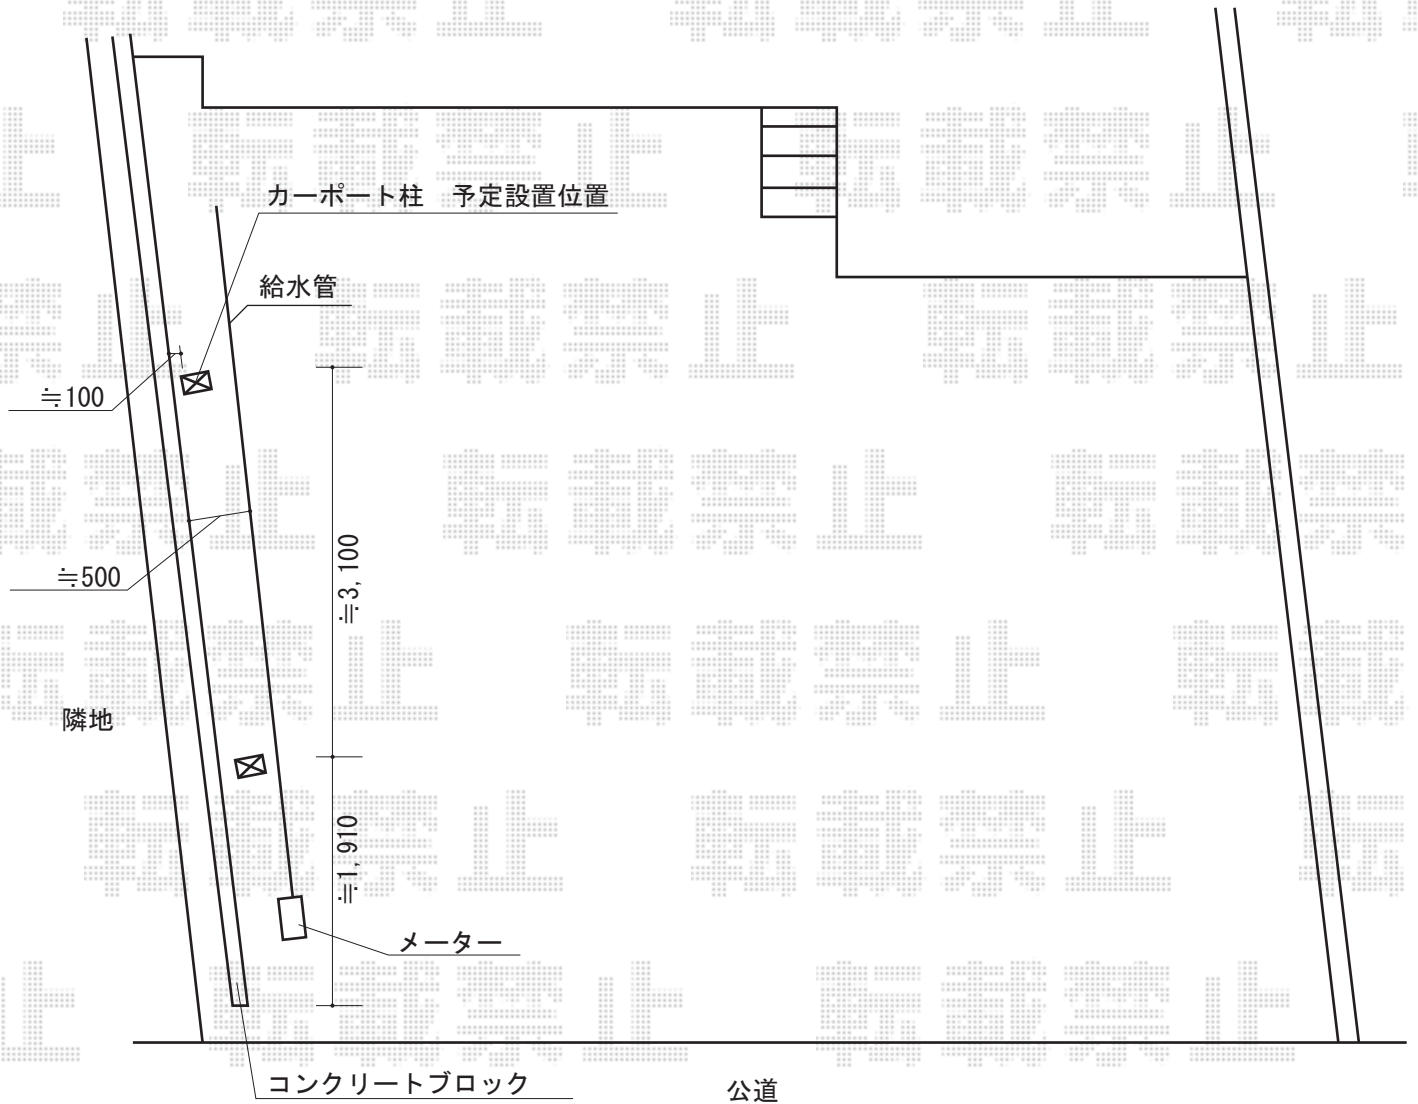 カーポート柱 予定設置位置
給水管
≒100
≒500
≒3,100
隣地
≒1,910
メーター
コンクリートブロック
公道
転載禁止